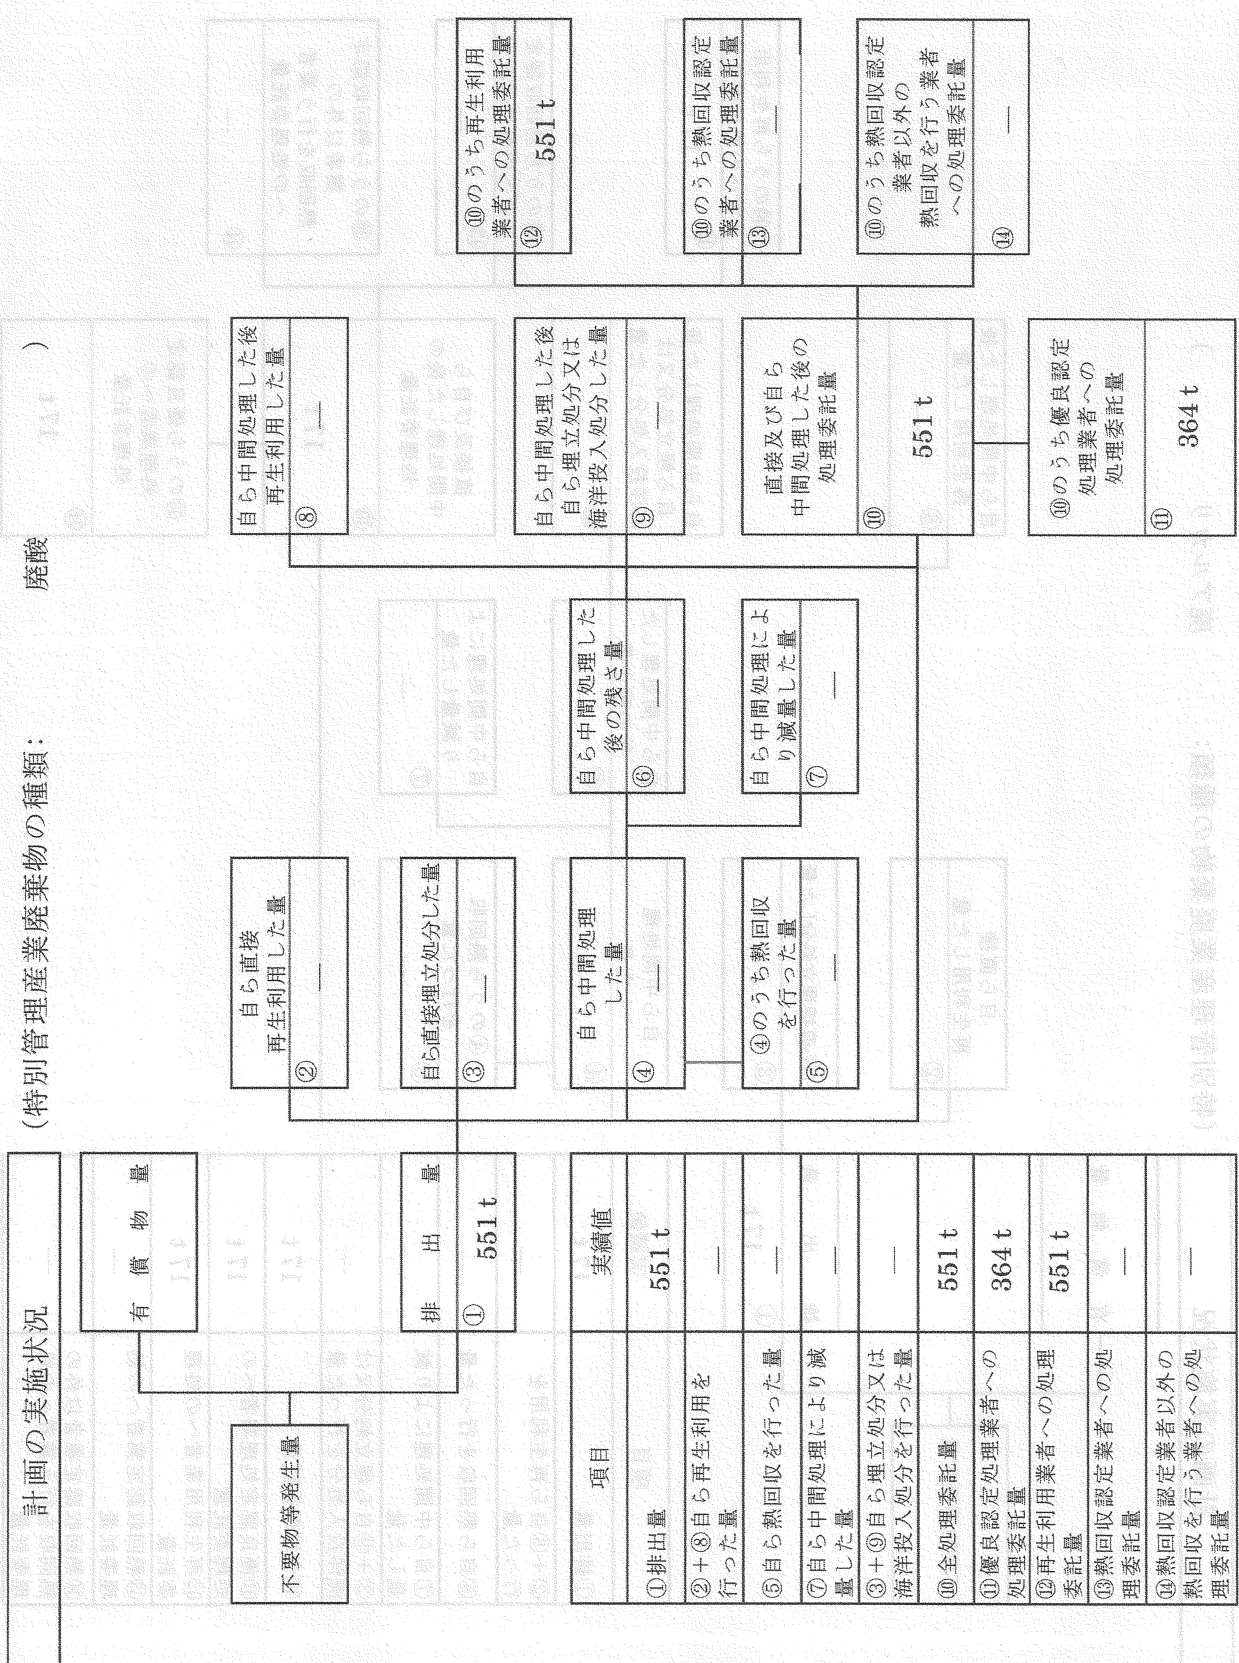 計画の実施状況
(特別管理産業廃棄物の種類: 廃酸 )
不要物等発生量
有償物量
排出量
① 551t
自ら直接
再生利用した量
②
—
自ら直接埋立処分した量
③
—
自ら中間処理
した量
④
—
④のうち熱回収
を行った量
⑤
—
自ら中間処理した
後の残さ量
⑥
—
自ら中間処理によ
り減量した量
⑦
—
自ら中間処理した後
再生利用した量
⑧
—
自ら中間処理した後
自ら埋立処分又は
海洋投入処分した量
⑨
—
直接及び自ら
中間処理した後の
処理委託量
⑩
551t
⑩のうち優良認定
処理業者への
処理委託量
⑪
364t
⑩のうち再生利用
業者への処理委託量
⑫
551t
⑩のうち熱回収認定
業者への処理委託量
⑬
—
⑩のうち熱回収認定
業者以外の
熱回収を行う業者
への処理委託量
⑭
—
項目 実績値
①排出量 551t
②+⑧自ら再生利用を
行った量
—
⑤自ら熱回収を行った量 —
⑦自ら中間処理により減
量した量
—
③+⑨自ら埋立処分又は
海洋投入処分を行った量
—
⑩全処理委託量 551t
⑪優良認定処理業者への
処理委託量
364t
⑫再生利用業者への処理
委託量
551t
⑬熱回収認定業者への処
理委託量
—
⑭熱回収認定業者以外の
熱回収を行う業者への処
理委託量
—